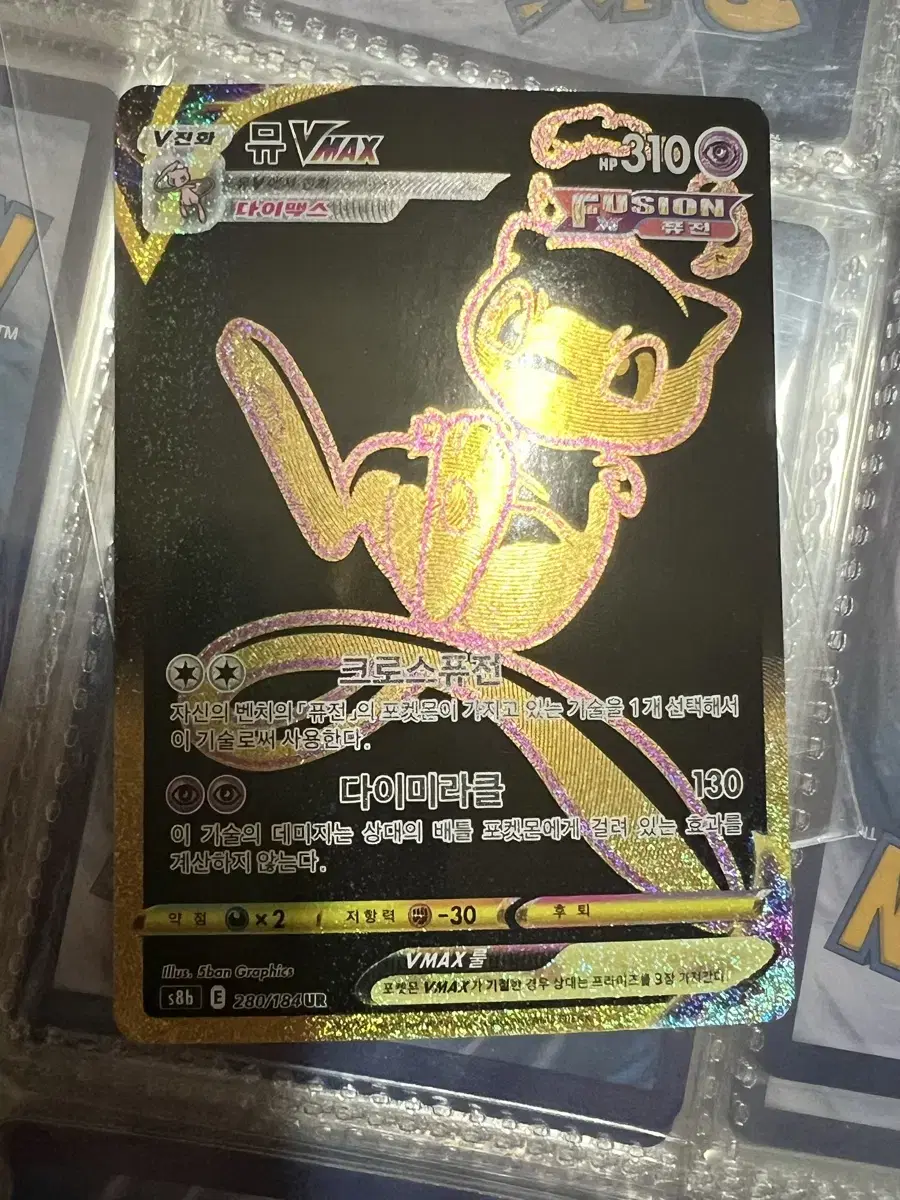 V진화
뮤 VMAX
HP 310
뮤V에서 진화
다이맥스
FUSION
퓨전
TM
크로스퓨전
자신의 벤치의 「퓨전」의 포켓몬이 가지고 있는 기술을 1개 선택해서
이 기술로써 사용한다.
다이미라클 130
이 기술의 데미지는 상대의 배틀 포켓몬에게 걸려 있는 효과를
계산하지 않는다.
약점 ×2 저항력 -30 후퇴
VMAX 룰
포켓몬 VMAX가 기절한 경우 상대는 프라이즈를 3장 가져간다.
Illus. 5ban Graphics
s8b E 280/184 UR